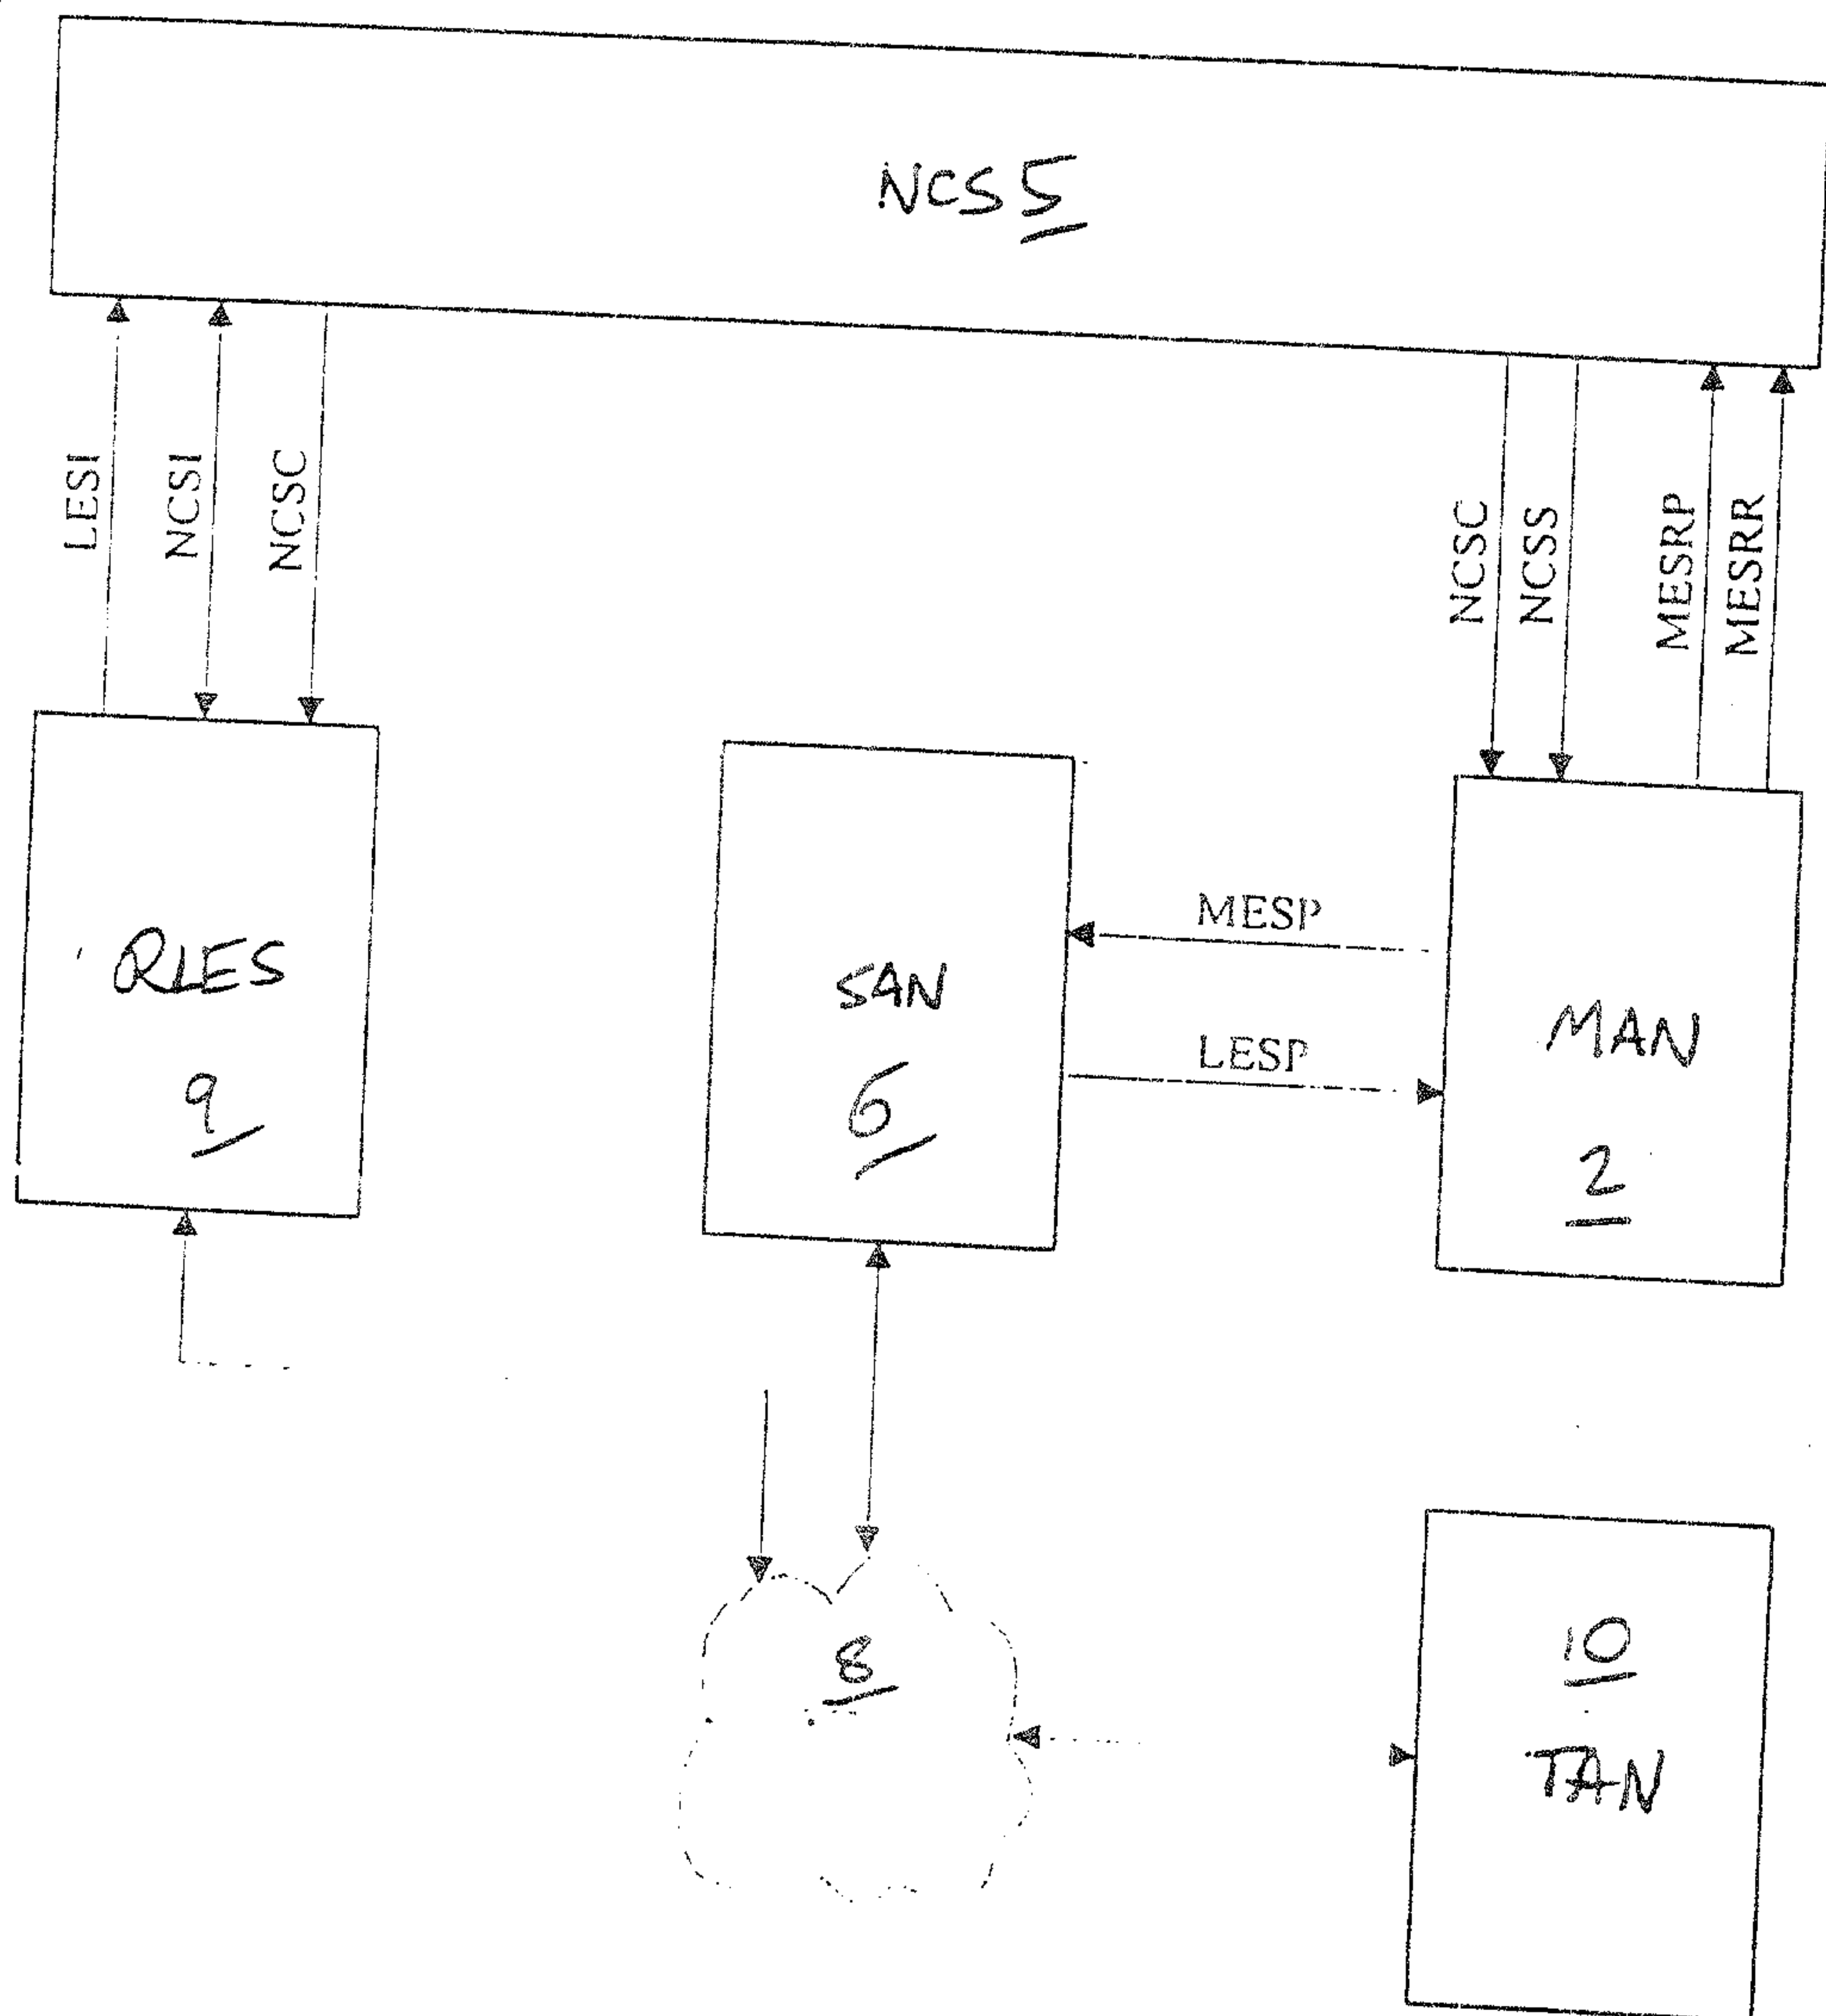 NCS 5
LESI
NCSI
NCSC
NCSC
NCSS
MESRP
MESRR
RLES
9
SAN
6
MESP
LESP
MAN
2
8
10
TAN